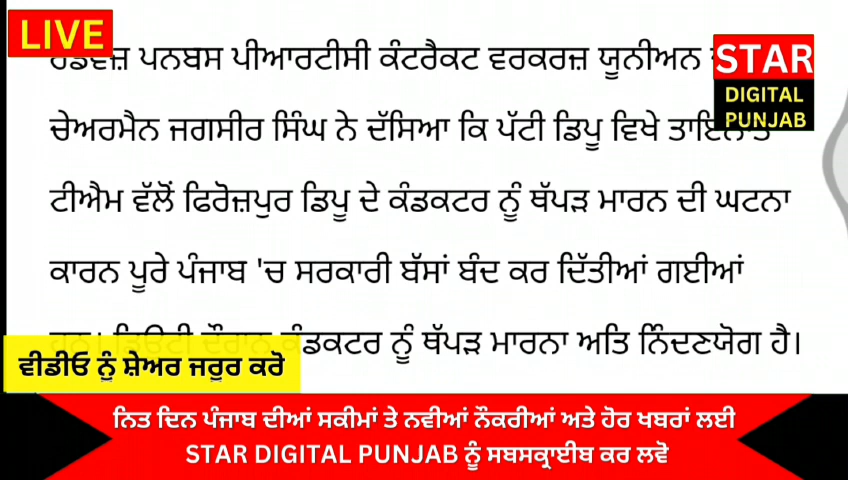 LIVE
ਪਨਬਸ ਪੀਆਰਟੀਸੀ ਕੰਟਰੈਕਟ ਵਰਕਰਜ਼ ਯੂਨੀਅਨ
STAR
DIGITAL
PUNJAB
ਚੇਅਰਮੈਨ ਜਗਸੀਰ ਸਿੰਘ ਨੇ ਦੱਸਿਆ ਕਿ ਪੱਟੀ ਡਿਪੂ ਵਿਖੇ
ਟੀਐਮ ਵੱਲੋਂ ਫਿਰੋਜ਼ਪੁਰ ਡਿਪੂ ਦੇ ਕੰਡਕਟਰ ਨੂੰ ਥੱਪੜ ਮਾਰਨ ਦੀ ਘਟਨਾ
ਕਾਰਨ ਪੂਰੇ ਪੰਜਾਬ 'ਚ ਸਰਕਾਰੀ ਬੱਸਾਂ ਬੰਦ ਕਰ ਦਿੱਤੀਆਂ ਗਈਆਂ
ਕੰਡਕਟਰ ਨੂੰ ਥੱਪੜ ਮਾਰਨਾ ਅਤਿ ਨਿੰਦਣਯੋਗ ਹੈ।
ਵੀਡੀਓ ਨੂੰ ਸ਼ੇਅਰ ਜਰੂਰ ਕਰੋ
ਨਿਤ ਦਿਨ ਪੰਜਾਬ ਦੀਆਂ ਸਕੀਮਾਂ ਤੇ ਨਵੀਆਂ ਨੌਕਰੀਆਂ ਅਤੇ ਹੋਰ ਖਬਰਾਂ ਲਈ
STAR DIGITAL PUNJAB ਨੂੰ ਸਬਸਕ੍ਰਾਈਬ ਕਰ ਲਵੋ